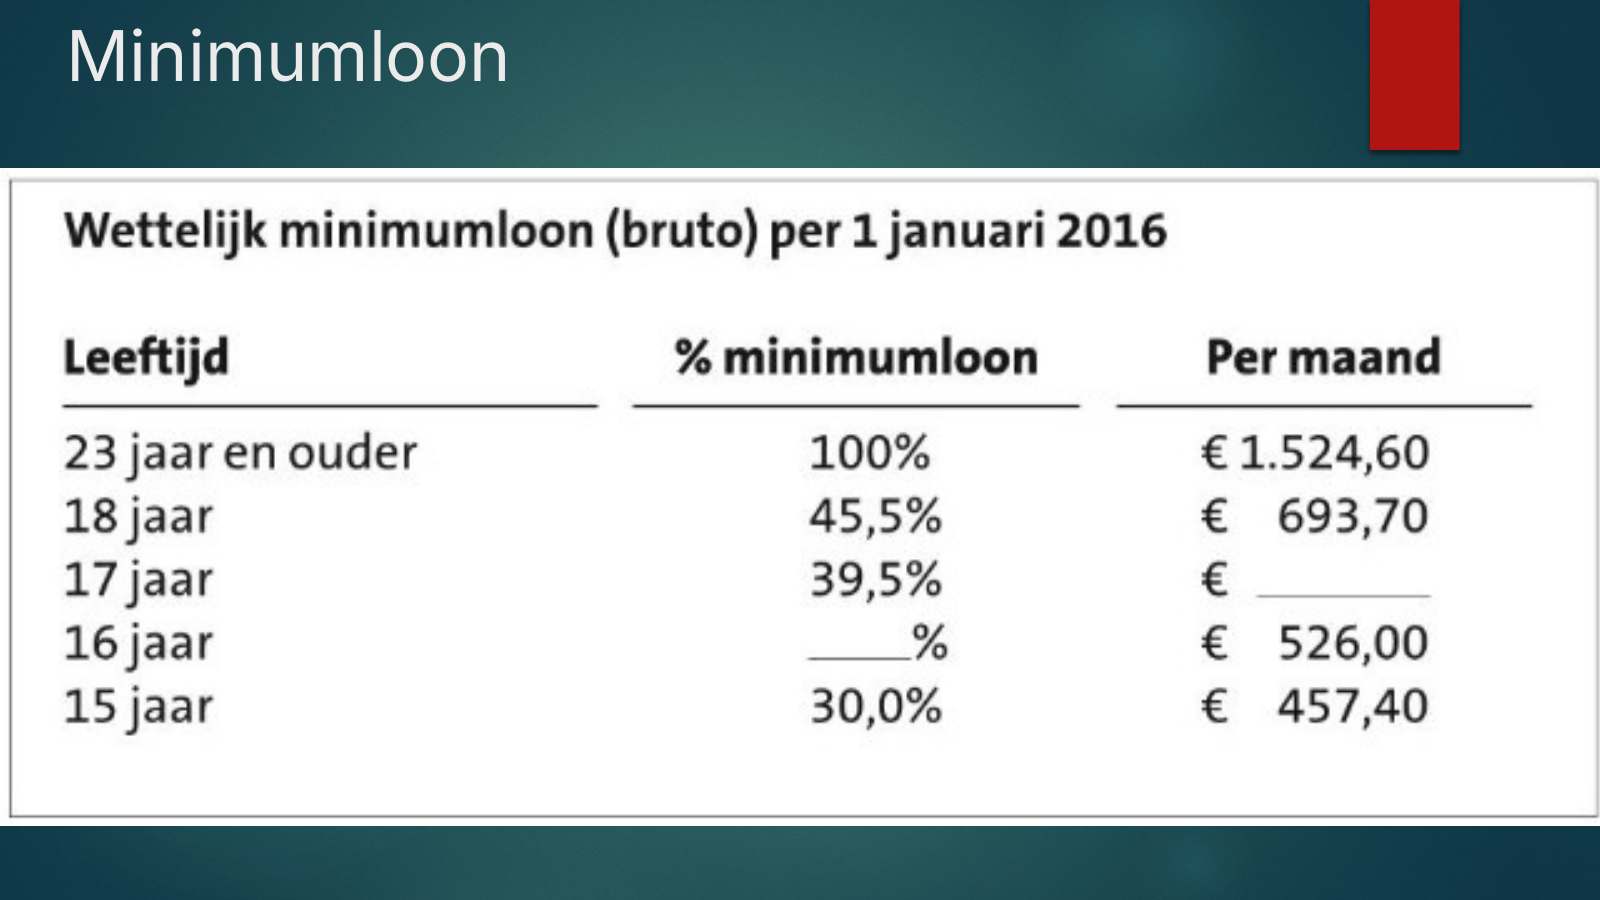 Minimumloon
Wettelijk minimumloon (bruto) per 1 januari 2016
Leeftijd % minimumloon Per maand
23 jaar en ouder 100% € 1.524,60
18 jaar 45,5% € 693,70
17 jaar 39,5% € ________
16 jaar _____% € 526,00
15 jaar 30,0% € 457,40